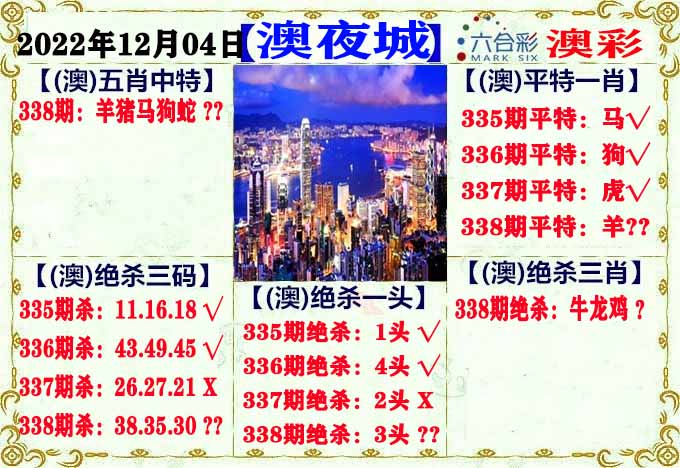 2022年12月04日【澳夜城】六合彩 澳彩
MARK SIX
【(澳)五肖中特】
338期：羊猪马狗蛇 ??
【(澳)平特一肖】
335期平特：马√
336期平特：狗√
337期平特：虎√
338期平特：羊??
【(澳)绝杀三码】
335期杀：11.16.18 √
336期杀：43.49.45 √
337期杀：26.27.21 X
338期杀：38.35.30 ??
【(澳)绝杀一头】
335期绝杀：1头 √
336期绝杀：4头 √
337期绝杀：2头 X
338期绝杀：3头 ??
【(澳)绝杀三肖】
338期绝杀：牛龙鸡 ?